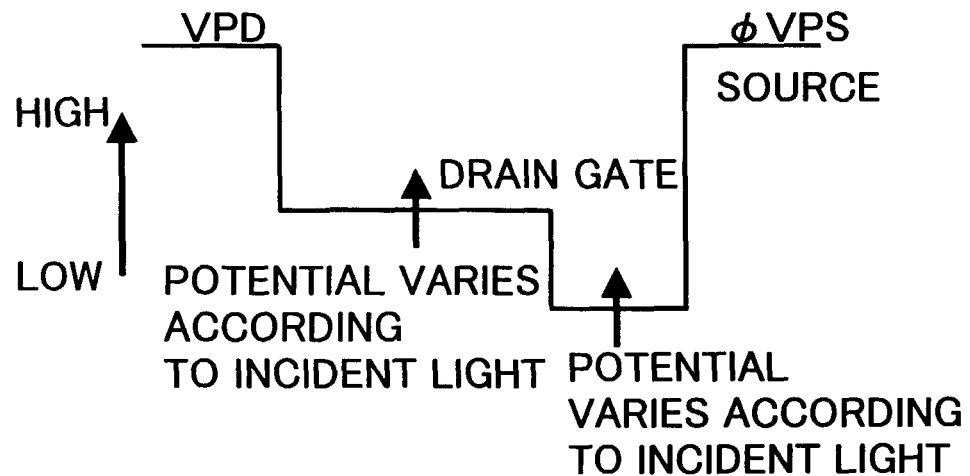 VPD
φVPS
SOURCE
HIGH
DRAIN GATE
LOW
POTENTIAL VARIES
ACCORDING
TO INCIDENT LIGHT
POTENTIAL
VARIES ACCORDING
TO INCIDENT LIGHT